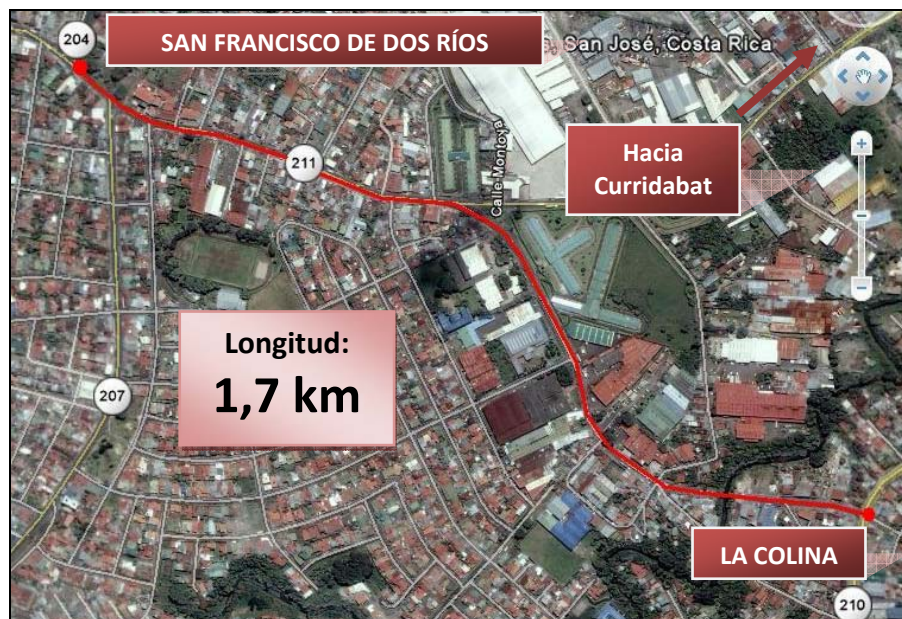 204
SAN FRANCISCO DE DOS RÍOS
San José, Costa Rica
Hacia
Curridabat
211
Calle Montoya
Longitud:
1,7 km
207
LA COLINA
210